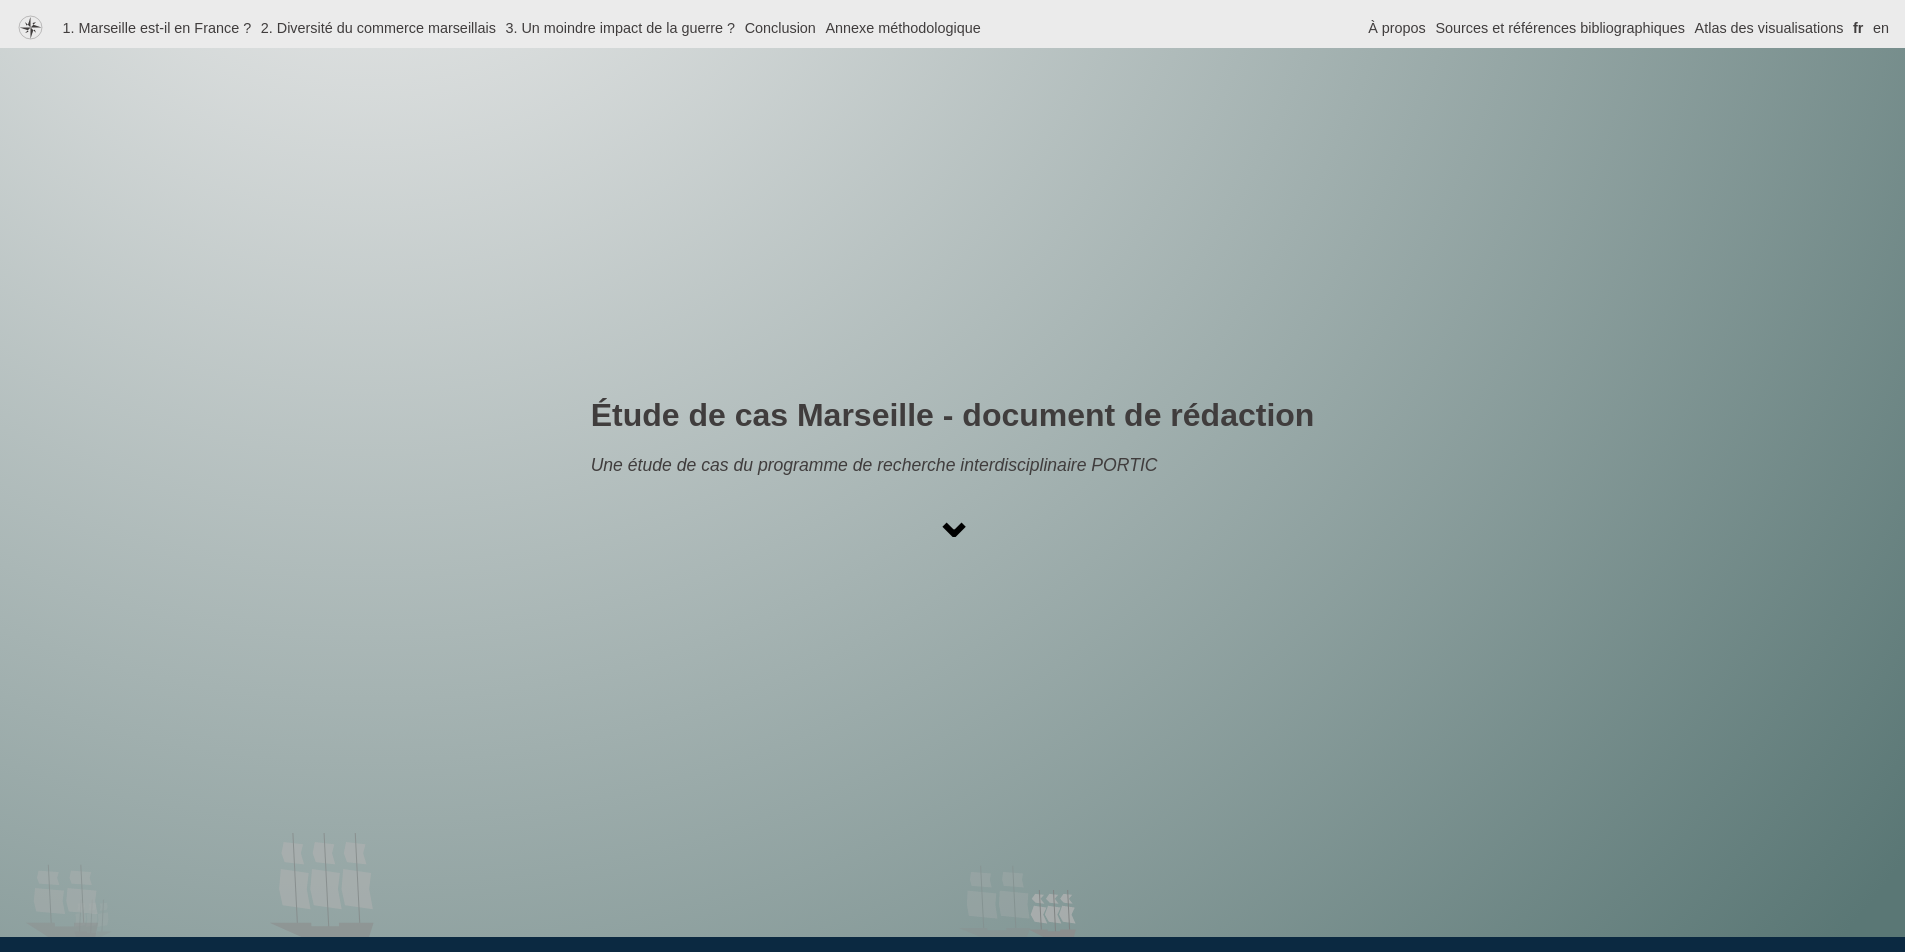 1. Marseille est-il en France ? 2. Diversité du commerce marseillais 3. Un moindre impact de la guerre ? Conclusion Annexe méthodologique À propos Sources et références bibliographiques Atlas des visualisations fr en
Étude de cas Marseille - document de rédaction
Une étude de cas du programme de recherche interdisciplinaire PORTIC